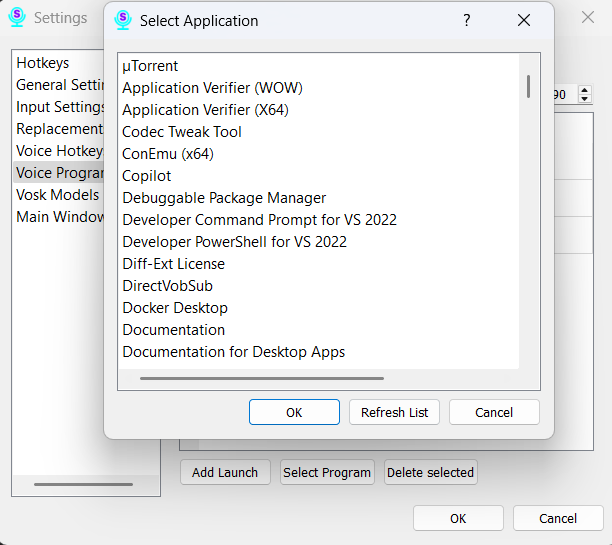 Settings
Select Application
?
Hotkeys
General Setti
Input Settings
Replacement
Voice Hotkey
Voice Program
Vosk Models
Main Window
90
µTorrent
Application Verifier (WOW)
Application Verifier (X64)
Codec Tweak Tool
ConEmu (x64)
Copilot
Debuggable Package Manager
Developer Command Prompt for VS 2022
Developer PowerShell for VS 2022
Diff-Ext License
DirectVobSub
Docker Desktop
Documentation
Documentation for Desktop Apps
OK
Refresh List
Cancel
Add Launch
Select Program
Delete selected
OK
Cancel